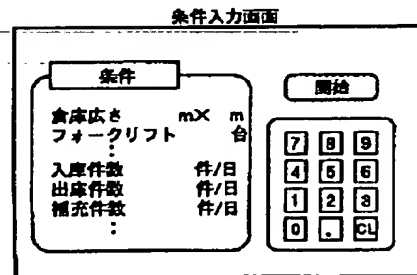 条件入力画面
条件
開始
倉庫広さ m× m
フォークリフト 台
⋮
入庫件数 件/日
出庫件数 件/日
補充件数 件/日
⋮
7 8 9
4 5 6
1 2 3
0 . CL